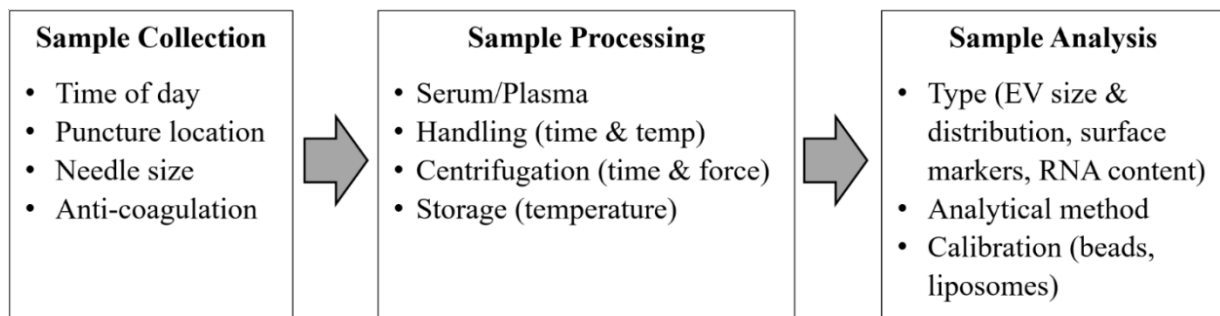 Sample Collection
• Time of day
• Puncture location
• Needle size
• Anti-coagulation
Sample Processing
• Serum/Plasma
• Handling (time & temp)
• Centrifugation (time & force)
• Storage (temperature)
Sample Analysis
• Type (EV size &
distribution, surface
markers, RNA content)
• Analytical method
• Calibration (beads,
liposomes)